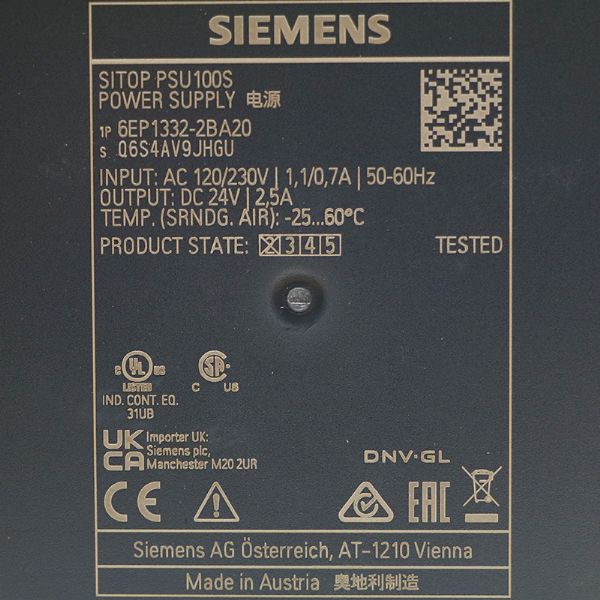 SIEMENS
SITOP PSU100S
POWER SUPPLY 电源
1P 6EP1332-2BA20
S Q6S4AV9JHGU
INPUT: AC 120/230V | 1,1/0,7A | 50-60Hz
OUTPUT: DC 24V | 2,5A
TEMP. (SRNDG. AIR): -25...60°C
PRODUCT STATE: 3 4 5 TESTED
C UL US
LISTED
IND. CONT. EQ.
31UB
SA
C US
UK
CA
Importer UK:
Siemens plc,
Manchester M20 2UR
DNV·GL
CE
EAC
Siemens AG Österreich, AT-1210 Vienna
Made in Austria 奥地利制造